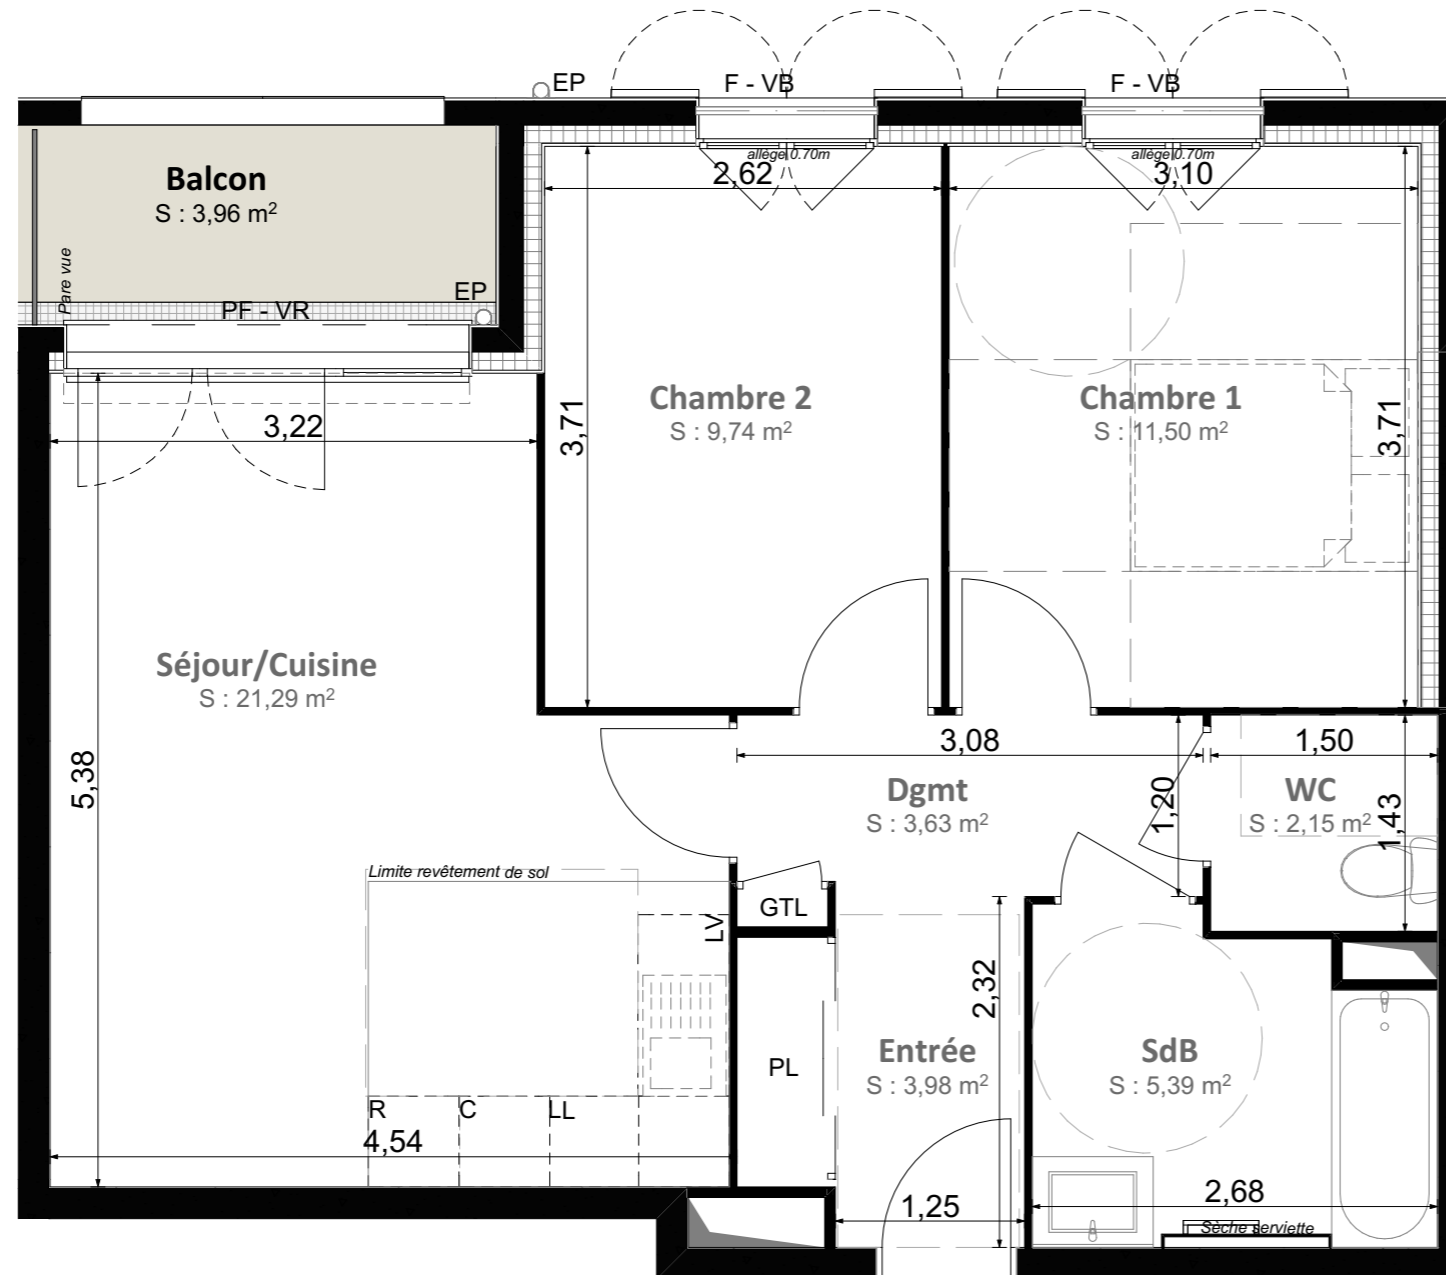 EP
F - VB
F - VB
allège 0.70m
allège 0.70m
2,62
3,10
Balcon
S : 3,96 m²
Pare vue
EP
PF - VR
3,22
3,71
Chambre 2
S : 9,74 m²
Chambre 1
S : 11,50 m²
3,71
Séjour/Cuisine
S : 21,29 m²
5,38
3,08
1,50
Dgmt
S : 3,63 m²
1,20
WC
S : 2,15 m²
1,43
Limite revêtement de sol
LV
GTL
2,32
PL
Entrée
S : 3,98 m²
SdB
S : 5,39 m²
R
C
LL
4,54
1,25
2,68
Sèche serviette